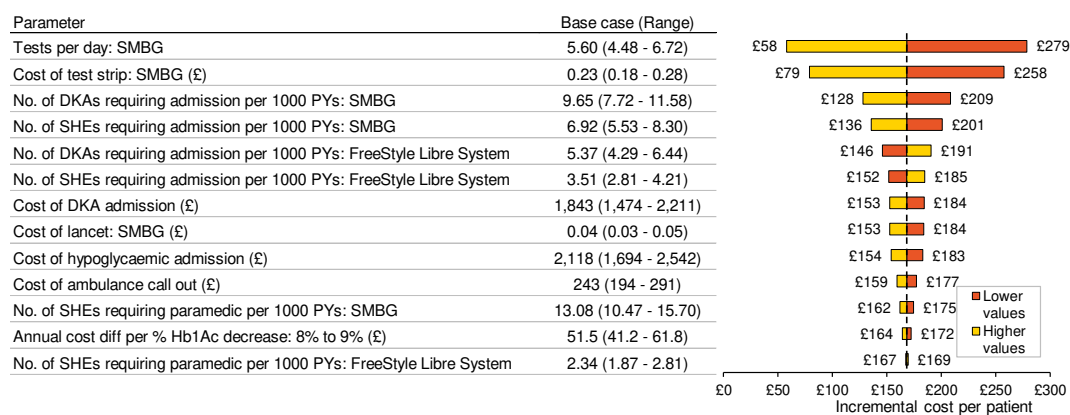 Parameter Base case (Range)
Tests per day: SMBG 5.60 (4.48 - 6.72) £58 £279
Cost of test strip: SMBG (£) 0.23 (0.18 - 0.28) £79 £258
No. of DKAs requiring admission per 1000 PYs: SMBG 9.65 (7.72 - 11.58) £128 £209
No. of SHEs requiring admission per 1000 PYs: SMBG 6.92 (5.53 - 8.30) £136 £201
No. of DKAs requiring admission per 1000 PYs: FreeStyle Libre System 5.37 (4.29 - 6.44) £146 £191
No. of SHEs requiring admission per 1000 PYs: FreeStyle Libre System 3.51 (2.81 - 4.21) £152 £185
Cost of DKA admission (£) 1,843 (1,474 - 2,211) £153 £184
Cost of lancet: SMBG (£) 0.04 (0.03 - 0.05) £153 £184
Cost of hypoglycaemic admission (£) 2,118 (1,694 - 2,542) £154 £183
Cost of ambulance call out (£) 243 (194 - 291) £159 £177
No. of SHEs requiring paramedic per 1000 PYs: SMBG 13.08 (10.47 - 15.70) £162 £175
Annual cost diff per % Hb1Ac decrease: 8% to 9% (£) 51.5 (41.2 - 61.8) £164 £172
No. of SHEs requiring paramedic per 1000 PYs: FreeStyle Libre System 2.34 (1.87 - 2.81) £167 £169
Lower
values
Higher
values
£0 £50 £100 £150 £200 £250 £300
Incremental cost per patient